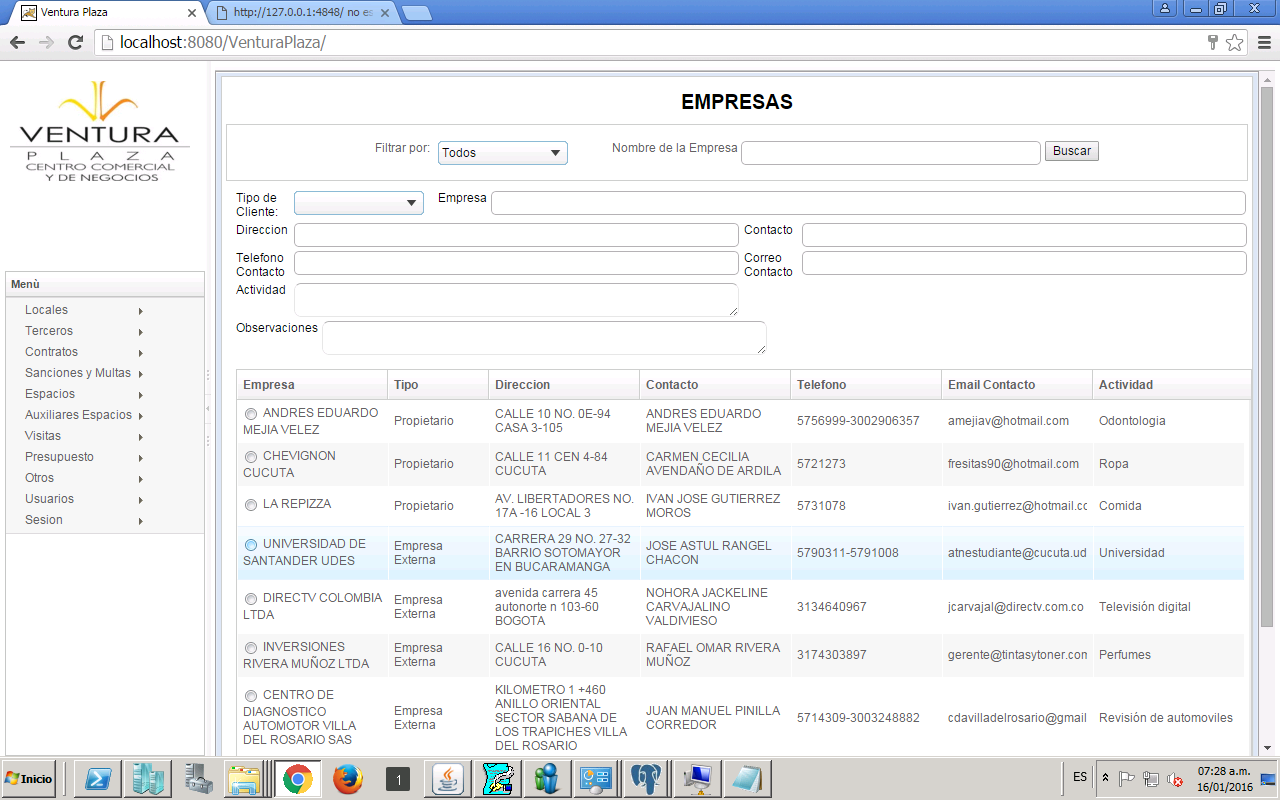 Ventura Plaza
http://127.0.0.1:4848/ no es
localhost:8080/VenturaPlaza/
VENTURA
PLAZA
CENTRO COMERCIAL
Y DE NEGOCIOS
Menù
Locales
Terceros
Contratos
Sanciones y Multas
Espacios
Auxiliares Espacios
Visitas
Presupuesto
Otros
Usuarios
Sesion
EMPRESAS
Filtrar por: Todos Nombre de la Empresa Buscar
Tipo de Cliente: Empresa
Direccion Contacto
Telefono Contacto Correo Contacto
Actividad
Observaciones
Empresa Tipo Direccion Contacto Telefono Email Contacto Actividad
ANDRES EDUARDO MEJIA VELEZ Propietario CALLE 10 NO. 0E-94 CASA 3-105 ANDRES EDUARDO MEJIA VELEZ 5756999-3002906357 amejiav@hotmail.com Odontologia
CHEVIGNON CUCUTA Propietario CALLE 11 CEN 4-84 CUCUTA CARMEN CECILIA AVENDAÑO DE ARDILA 5721273 fresitas90@hotmail.com Ropa
LA REPIZZA Propietario AV. LIBERTADORES NO. 17A -16 LOCAL 3 IVAN JOSE GUTIERREZ MOROS 5731078 ivan.gutierrez@hotmail.cc Comida
UNIVERSIDAD DE SANTANDER UDES Empresa Externa CARRERA 29 NO. 27-32 BARRIO SOTOMAYOR EN BUCARAMANGA JOSE ASTUL RANGEL CHACON 5790311-5791008 atnestudiante@cucuta.ud Universidad
DIRECTV COLOMBIA LTDA Empresa Externa avenida carrera 45 autonorte n 103-60 BOGOTA NOHORA JACKELINE CARVAJALINO VALDIVIESO 3134640967 jcarvajal@directv.com.co Televisión digital
INVERSIONES RIVERA MUÑOZ LTDA Empresa Externa CALLE 16 NO. 0-10 CUCUTA RAFAEL OMAR RIVERA MUÑOZ 3174303897 gerente@tintasytoner.con Perfumes
CENTRO DE DIAGNOSTICO AUTOMOTOR VILLA DEL ROSARIO SAS Empresa Externa KILOMETRO 1 +460 ANILLO ORIENTAL SECTOR SABANA DE LOS TRAPICHES VILLA DEL ROSARIO JUAN MANUEL PINILLA CORREDOR 5714309-3003248882 cdavilladelrosario@gmail Revisión de automoviles
Inicio
1
ES
07:28 a.m.
16/01/2016